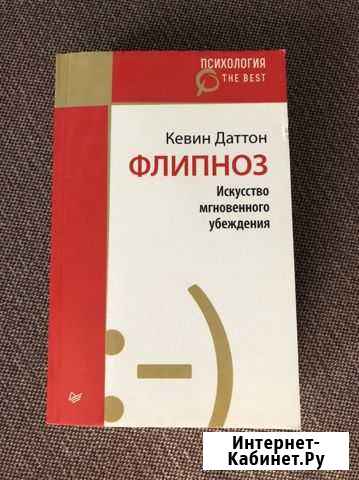 ПСИХОЛОГИЯ
THE BEST
Кевин Даттон
ФЛИПНОЗ
Искусство
мгновенного
убеждения
:-)
Интернет-
Кабинет.Ру